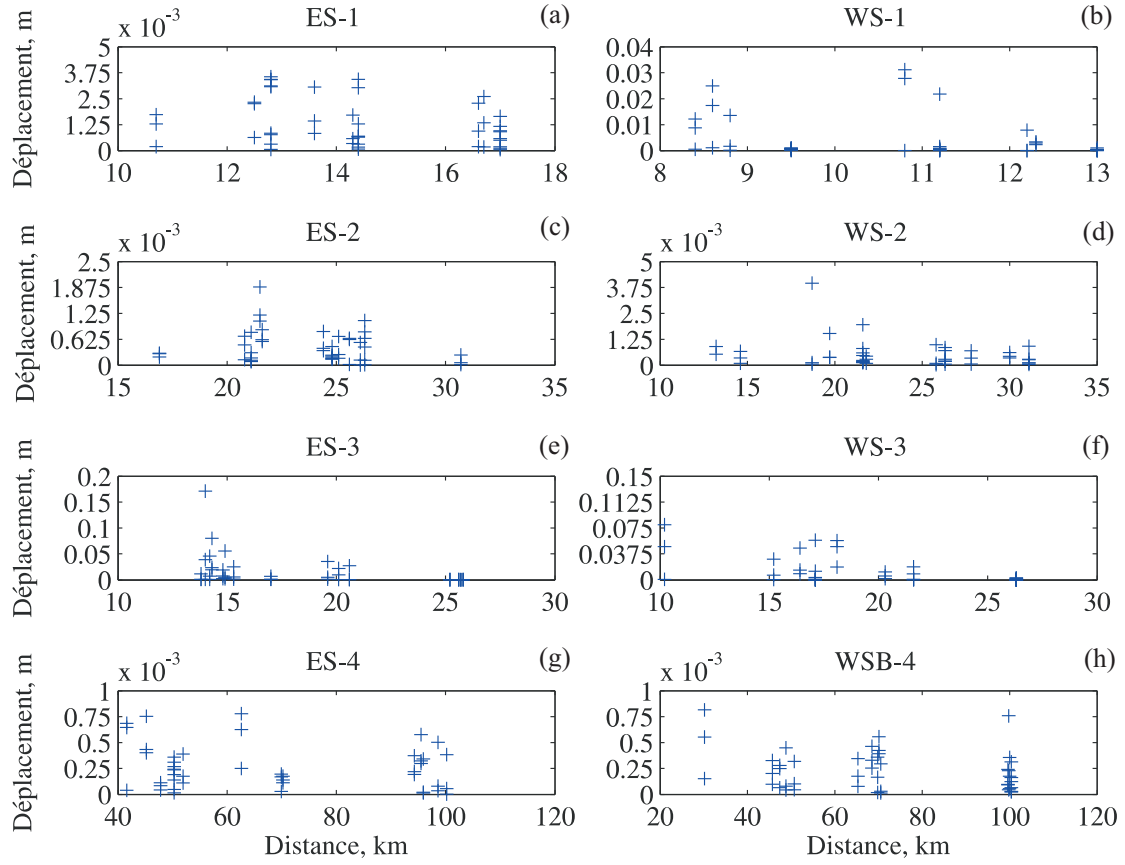 x 10⁻³ ES-1 (a) WS-1 (b)
Déplacement, m
5
3.75
2.5
1.25
0
10 12 14 16 18
0.04
0.03
0.02
0.01
0
8 9 10 11 12 13
x 10⁻³ ES-2 (c) x 10⁻³ WS-2 (d)
Déplacement, m
2.5
1.875
1.25
0.625
0
15 20 25 30 35
5
3.75
2.5
1.25
0
10 15 20 25 30 35
ES-3 (e) WS-3 (f)
Déplacement, m
0.2
0.15
0.1
0.05
0
10 15 20 25 30
0.15
0.1125
0.075
0.0375
0
10 15 20 25 30
x 10⁻³ ES-4 (g) x 10⁻³ WSB-4 (h)
Déplacement, m
1
0.75
0.5
0.25
0
40 60 80 100 120
Distance, km
1
0.75
0.5
0.25
0
20 40 60 80 100 120
Distance, km